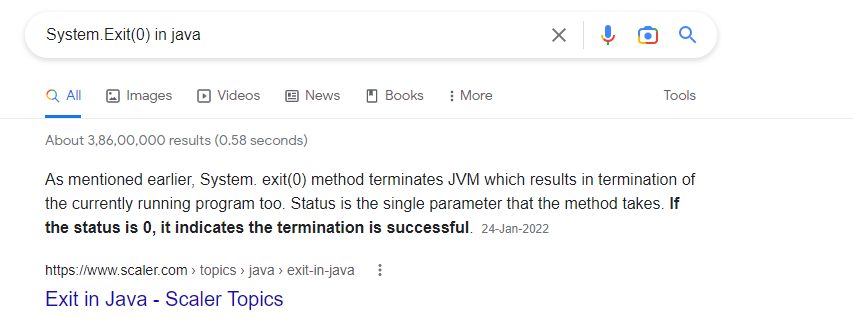 System.Exit(0) in java
All Images Videos News Books More Tools
About 3,86,00,000 results (0.58 seconds)
As mentioned earlier, System. exit(0) method terminates JVM which results in termination of
the currently running program too. Status is the single parameter that the method takes. If
the status is 0, it indicates the termination is successful. 24-Jan-2022
https://www.scaler.com › topics › java › exit-in-java
Exit in Java - Scaler Topics